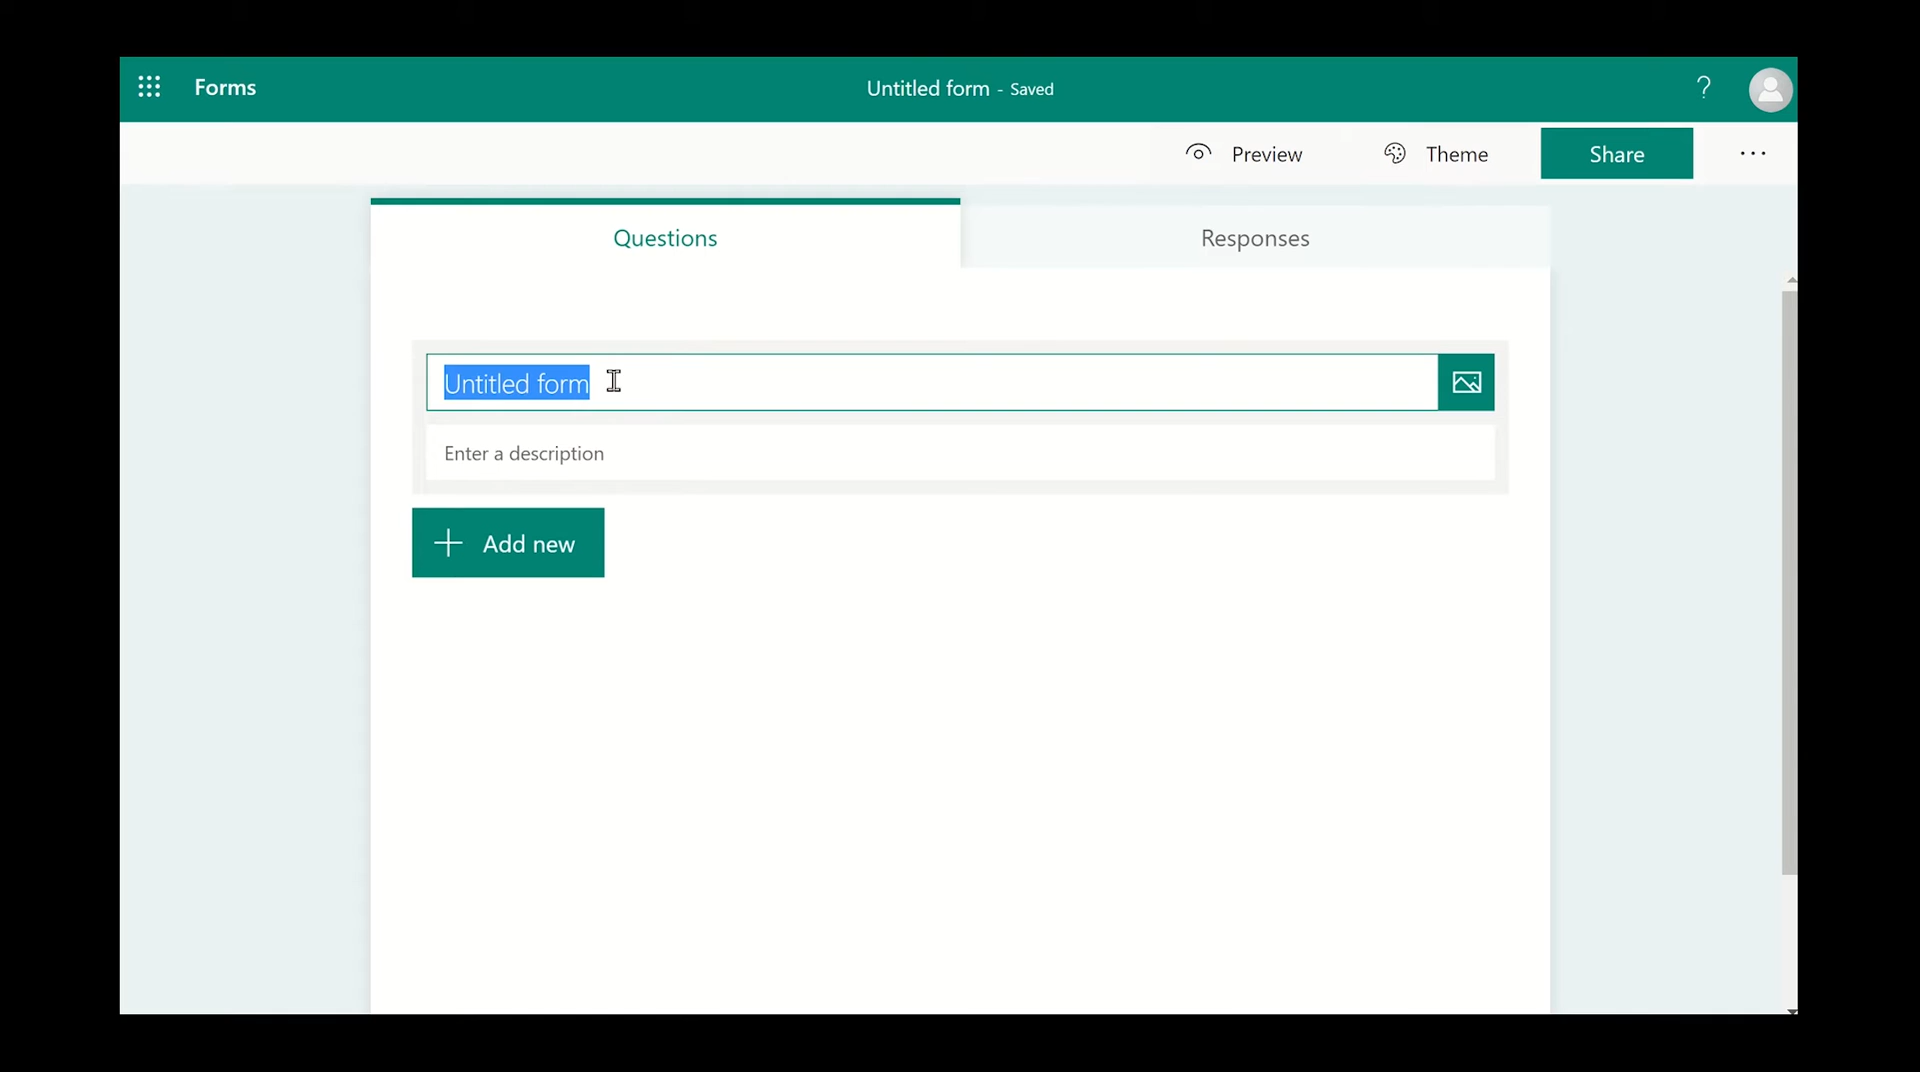 Forms
Untitled form - Saved
?
Preview
Theme
Share
...
Questions
Responses
Untitled form
Enter a description
+ Add new